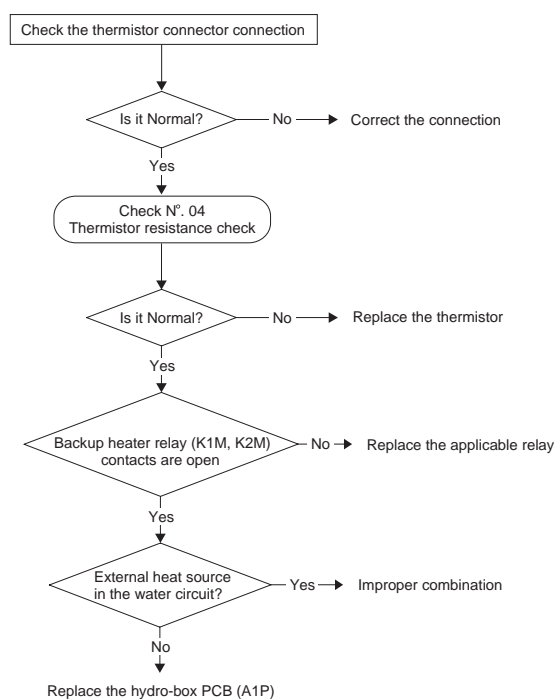 Check the thermistor connector connection
Is it Normal?
No
Correct the connection
Yes
Check N°. 04
Thermistor resistance check
Is it Normal?
No
Replace the thermistor
Yes
Backup heater relay (K1M, K2M)
contacts are open
No
Replace the applicable relay
Yes
External heat source
in the water circuit?
Yes
Improper combination
No
Replace the hydro-box PCB (A1P)